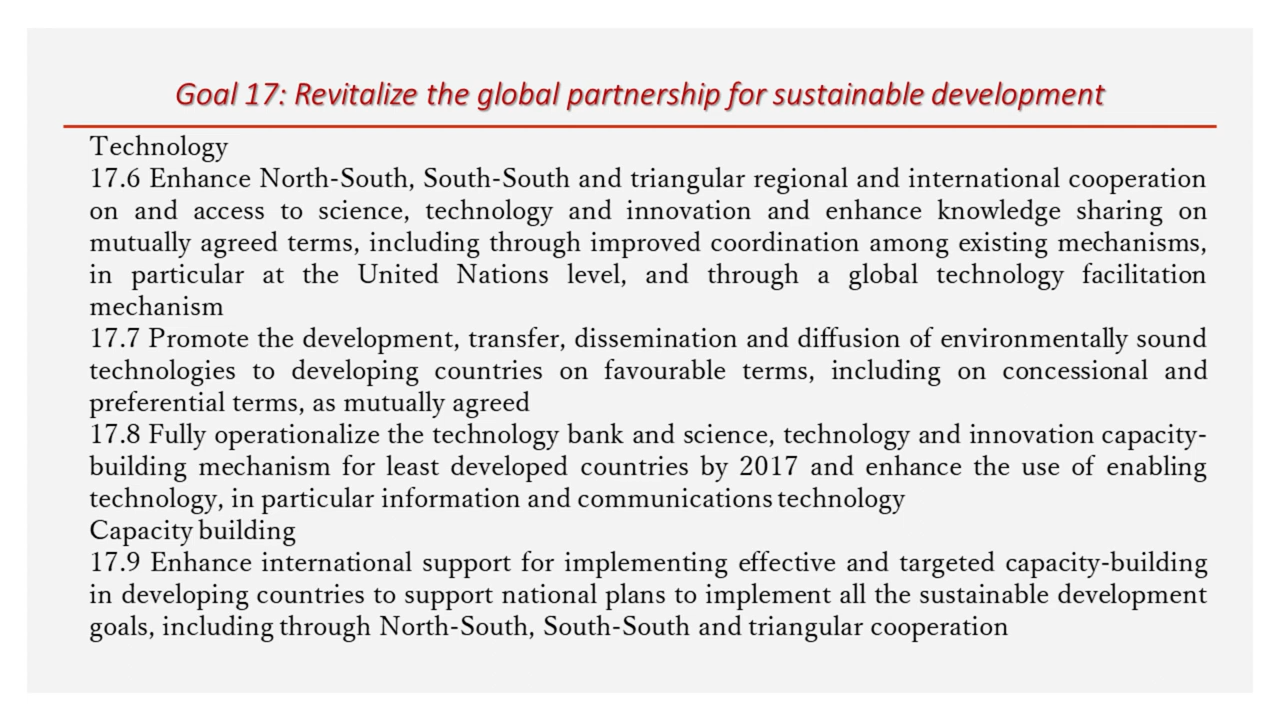 Goal 17: Revitalize the global partnership for sustainable development
Technology
17.6 Enhance North-South, South-South and triangular regional and international cooperation
on and access to science, technology and innovation and enhance knowledge sharing on
mutually agreed terms, including through improved coordination among existing mechanisms,
in particular at the United Nations level, and through a global technology facilitation
mechanism
17.7 Promote the development, transfer, dissemination and diffusion of environmentally sound
technologies to developing countries on favourable terms, including on concessional and
preferential terms, as mutually agreed
17.8 Fully operationalize the technology bank and science, technology and innovation capacity-
building mechanism for least developed countries by 2017 and enhance the use of enabling
technology, in particular information and communications technology
Capacity building
17.9 Enhance international support for implementing effective and targeted capacity-building
in developing countries to support national plans to implement all the sustainable development
goals, including through North-South, South-South and triangular cooperation